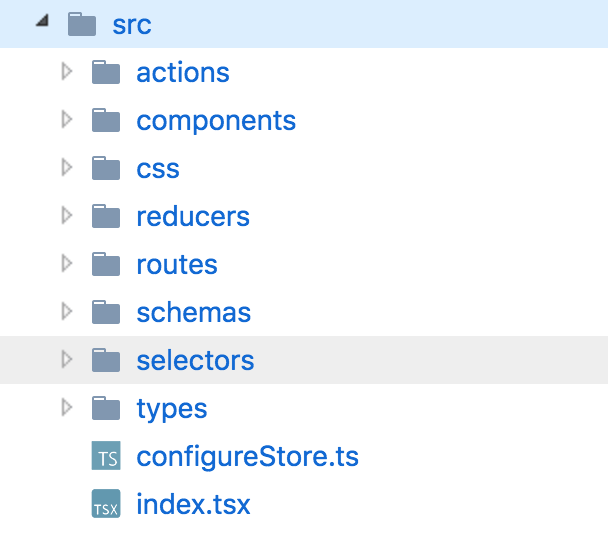 src
actions
components
css
reducers
routes
schemas
selectors
types
TS configureStore.ts
TSX index.tsx